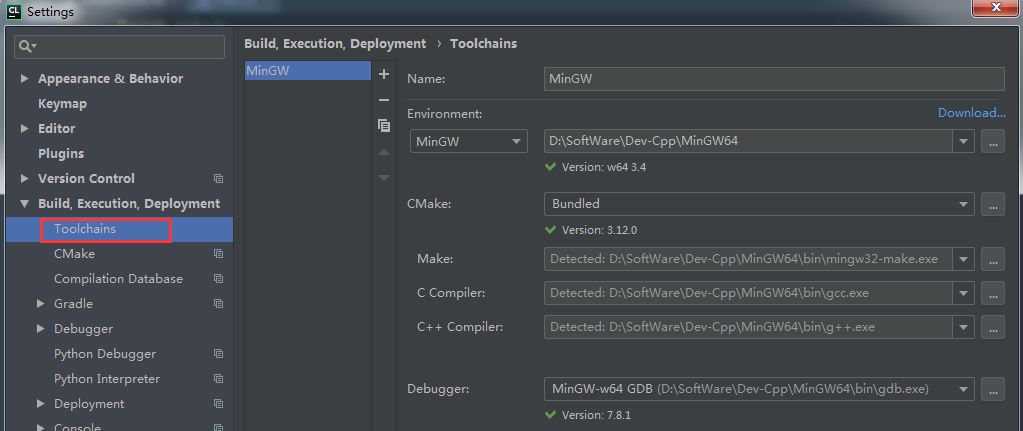 CL Settings
Build, Execution, Deployment › Toolchains
Appearance & Behavior
Keymap
Editor
Plugins
Version Control
Build, Execution, Deployment
Toolchains
CMake
Compilation Database
Gradle
Debugger
Python Debugger
Python Interpreter
Deployment
Console
MinGW
Name: MinGW
Environment: Download...
MinGW D:\SoftWare\Dev-Cpp\MinGW64 ...
Version: w64 3.4
CMake: Bundled ...
Version: 3.12.0
Make: Detected: D:\SoftWare\Dev-Cpp\MinGW64\bin\mingw32-make.exe ...
C Compiler: Detected: D:\SoftWare\Dev-Cpp\MinGW64\bin\gcc.exe ...
C++ Compiler: Detected: D:\SoftWare\Dev-Cpp\MinGW64\bin\g++.exe ...
Debugger: MinGW-w64 GDB (D:\SoftWare\Dev-Cpp\MinGW64\bin\gdb.exe) ...
Version: 7.8.1